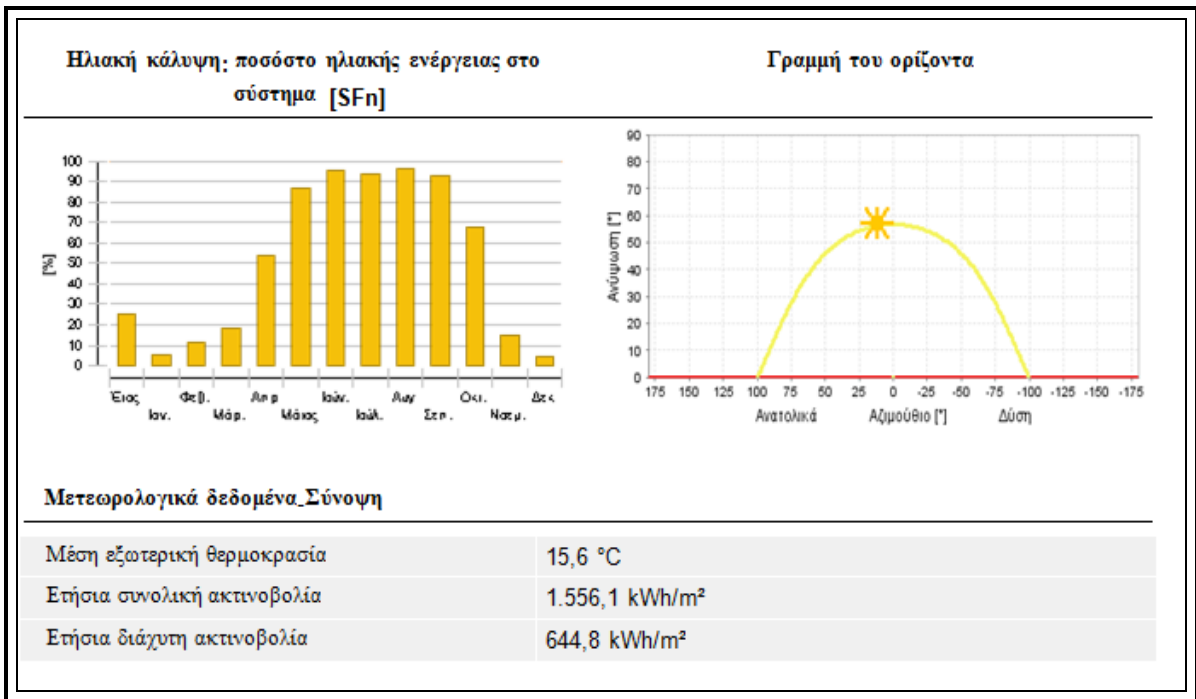 Ηλιακή κάλυψη: ποσόστο ηλιακής ενέργειας στο
σύστημα [SFn]
Γραμμή του ορίζοντα
100
90
80
70
60
50
40
30
20
10
0
[%]
Έτος
Ιαν.
Φεβ.
Μάρ.
Απρ
Μάιος
Ιούν.
Ιούλ.
Αυγ
Σεπ.
Οκτ.
Νοεμ.
Δεκ
90
80
70
60
50
40
30
20
10
0
Ανύψωση [°]
175 150 125 100 75 50 25 0 -25 -50 -75 -100 -125 -150 -175
Ανατολικά Αζιμούθιο [°] Δύση
Μετεωρολογικά δεδομένα_Σύνοψη
Μέση εξωτερική θερμοκρασία 15,6 °C
Ετήσια συνολική ακτινοβολία 1.556,1 kWh/m²
Ετήσια διάχυτη ακτινοβολία 644,8 kWh/m²